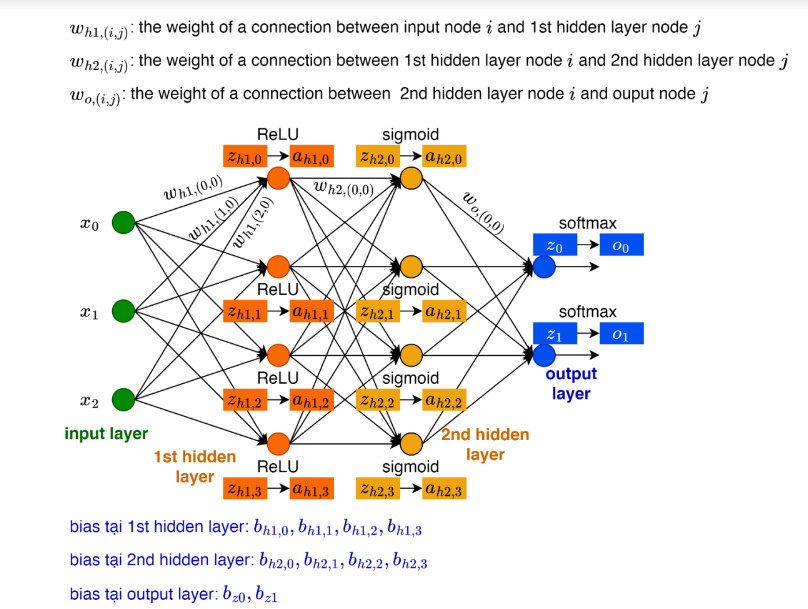 w_{h1,(i,j)}: the weight of a connection between input node i and 1st hidden layer node j
w_{h2,(i,j)}: the weight of a connection between 1st hidden layer node i and 2nd hidden layer node j
w_{o,(i,j)}: the weight of a connection between 2nd hidden layer node i and ouput node j
ReLU sigmoid
z_{h1,0} a_{h1,0} z_{h2,0} a_{h2,0}
w_{h1,(0,0)} w_{h2,(0,0)} w_{o,(0,0)}
w_{h1,(1,0)}
w_{h1,(2,0)}
x_0 softmax
z_0 o_0
ReLU sigmoid
x_1 z_{h1,1} a_{h1,1} z_{h2,1} a_{h2,1} softmax
z_1 o_1
ReLU sigmoid output
layer
x_2 z_{h1,2} a_{h1,2} z_{h2,2} a_{h2,2}
input layer 2nd hidden
layer
1st hidden
layer
ReLU sigmoid
z_{h1,3} a_{h1,3} z_{h2,3} a_{h2,3}
bias tại 1st hidden layer: b_{h1,0}, b_{h1,1}, b_{h1,2}, b_{h1,3}
bias tại 2nd hidden layer: b_{h2,0}, b_{h2,1}, b_{h2,2}, b_{h2,3}
bias tại output layer: b_{z0}, b_{z1}